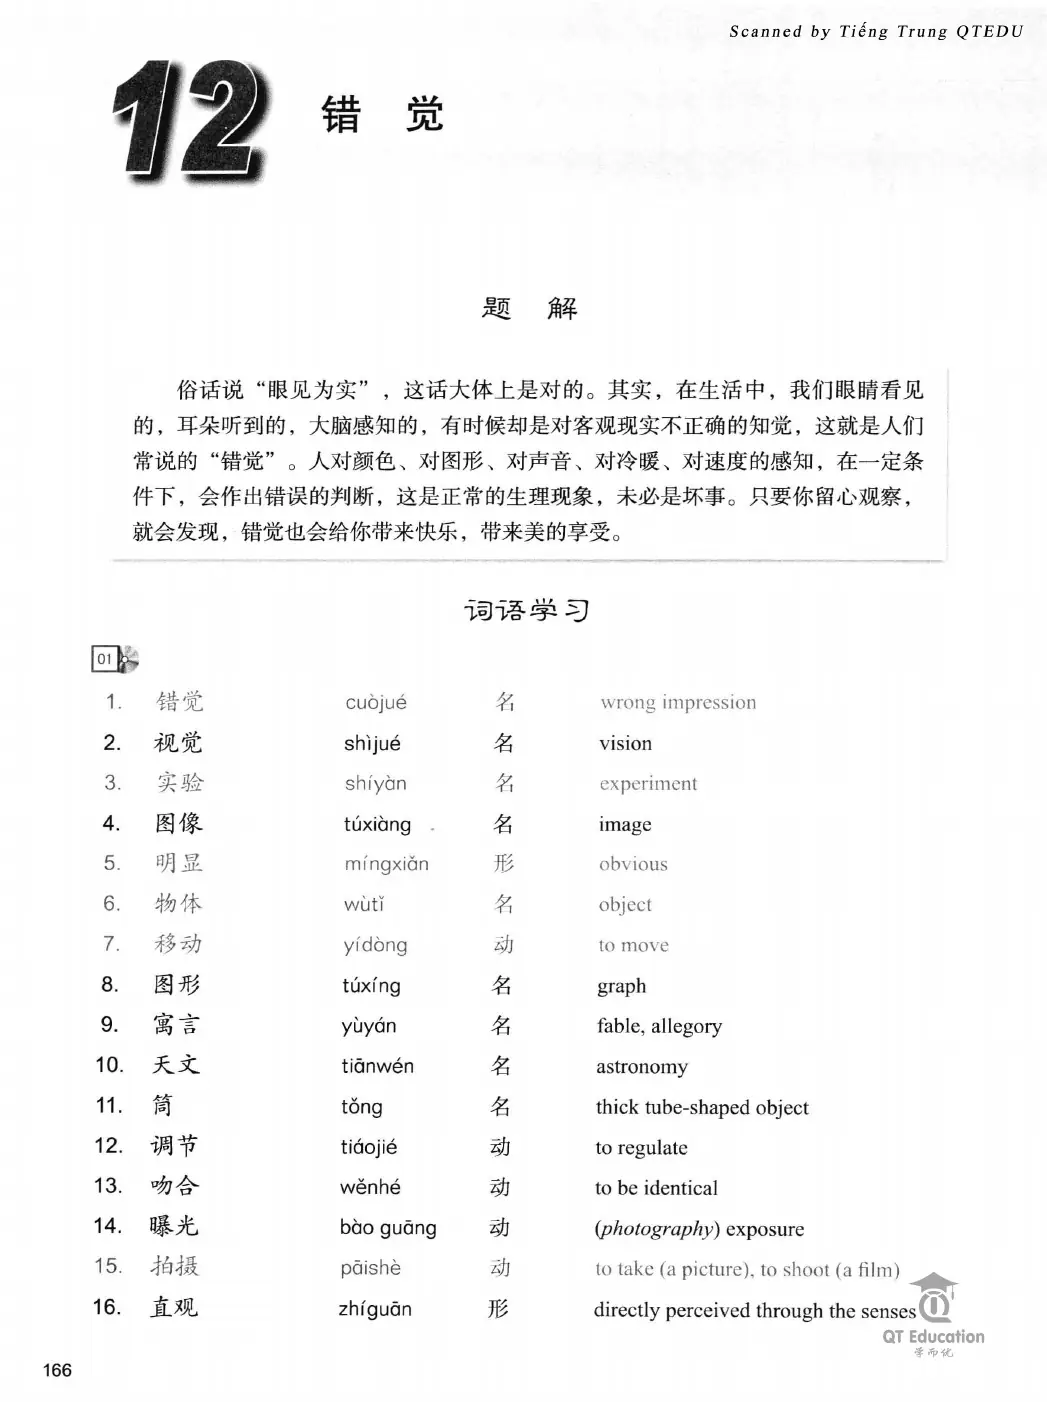 Scanned by Tiếng Trung QTEDU
12 错 觉
题 解
俗话说“眼见为实”，这话大体上是对的。其实，在生活中，我们眼睛看见
的，耳朵听到的，大脑感知的，有时候却是对客观现实不正确的知觉，这就是人们
常说的“错觉”。人对颜色、对图形、对声音、对冷暖、对速度的感知，在一定条
件下，会作出错误的判断，这是正常的生理现象，未必是坏事。只要你留心观察，
就会发现，错觉也会给你带来快乐，带来美的享受。
词语学习
01
1. 错觉 cuòjué 名 wrong impression
2. 视觉 shìjué 名 vision
3. 实验 shíyàn 名 experiment
4. 图像 túxiàng 名 image
5. 明显 míngxiǎn 形 obvious
6. 物体 wùtǐ 名 object
7. 移动 yídòng 动 to move
8. 图形 túxíng 名 graph
9. 寓言 yùyán 名 fable, allegory
10. 天文 tiānwén 名 astronomy
11. 筒 tǒng 名 thick tube-shaped object
12. 调节 tiáojié 动 to regulate
13. 吻合 wěnhé 动 to be identical
14. 曝光 bào guāng 动 (photography) exposure
15. 拍摄 pāishè 动 to take (a picture), to shoot (a film)
16. 直观 zhíguān 形 directly perceived through the senses
QT Education
学而优
166